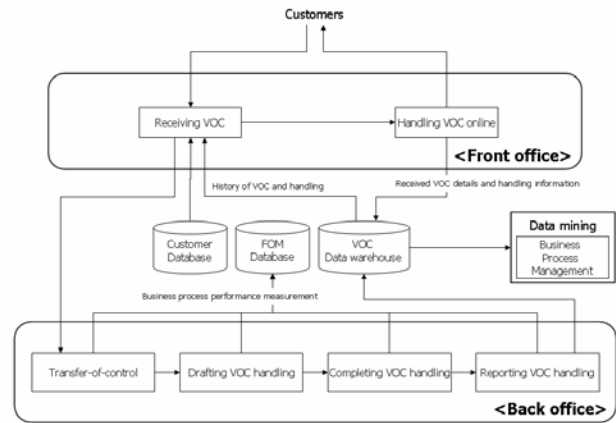 Customers
Receiving VOC
Handling VOC online
<Front office>
History of VOC and handling
Received VOC details and handling information
Customer
Database
FOM
Database
VOC
Data warehouse
Data mining
Business
Process
Management
Business process performance measurement
Transfer-of-control
Drafting VOC handling
Completing VOC handling
Reporting VOC handling
<Back office>